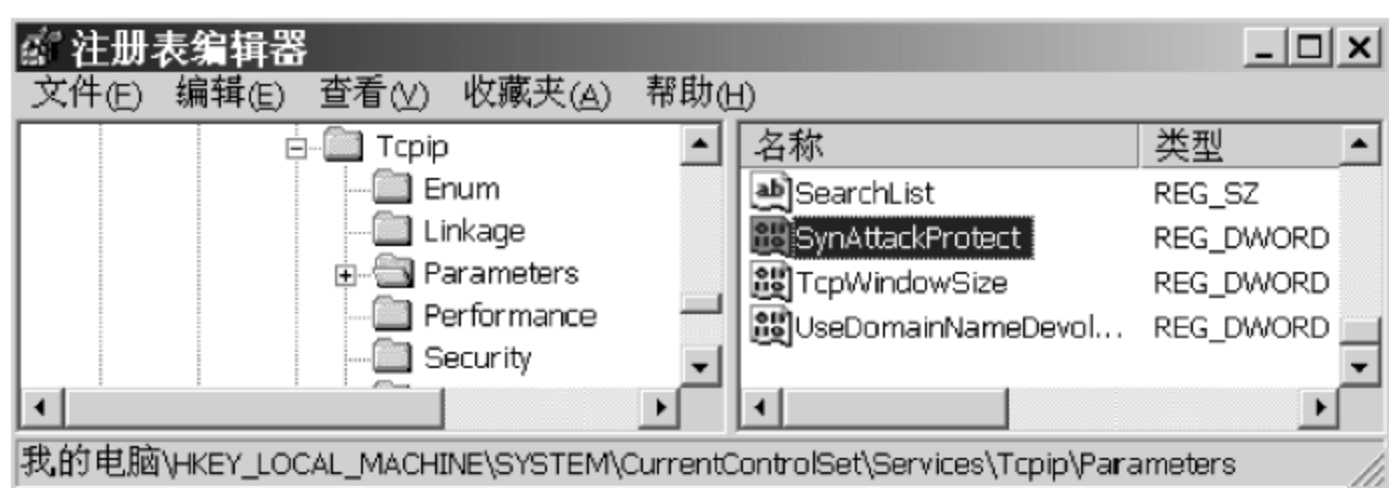 注册表编辑器
文件(F) 编辑(E) 查看(V) 收藏夹(A) 帮助(H)
Tcpip
Enum
Linkage
Parameters
Performance
Security
名称 类型
SearchList REG_SZ
SynAttackProtect REG_DWORD
TcpWindowSize REG_DWORD
UseDomainNameDevol... REG_DWORD
我的电脑\HKEY_LOCAL_MACHINE\SYSTEM\CurrentControlSet\Services\Tcpip\Parameters